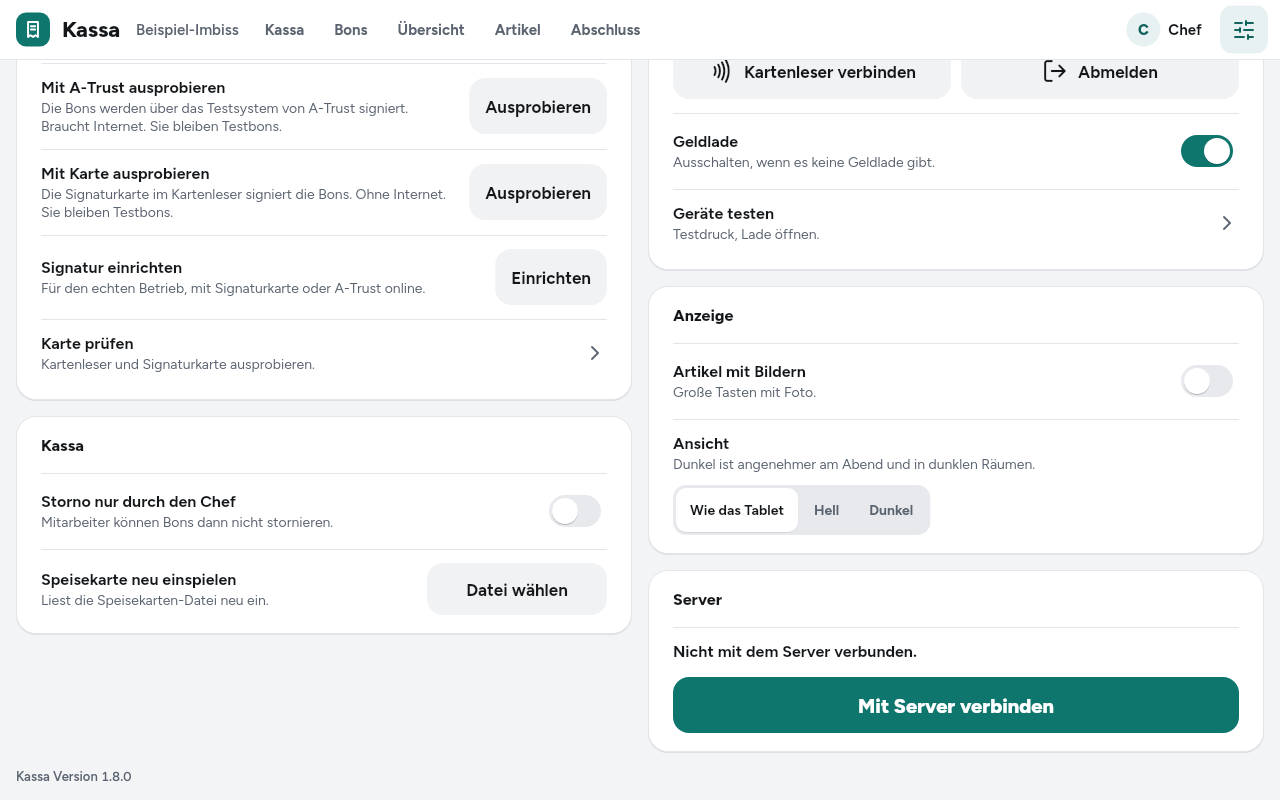 Kassa
Beispiel-Imbiss
Kassa
Bons
Übersicht
Artikel
Abschluss
C
Chef
Mit A-Trust ausprobieren
Die Bons werden über das Testsystem von A-Trust signiert.
Braucht Internet. Sie bleiben Testbons.
Ausprobieren
Mit Karte ausprobieren
Die Signaturkarte im Kartenleser signiert die Bons. Ohne Internet.
Sie bleiben Testbons.
Ausprobieren
Signatur einrichten
Für den echten Betrieb, mit Signaturkarte oder A-Trust online.
Einrichten
Karte prüfen
Kartenleser und Signaturkarte ausprobieren.
Kassa
Storno nur durch den Chef
Mitarbeiter können Bons dann nicht stornieren.
Speisekarte neu einspielen
Liest die Speisekarten-Datei neu ein.
Datei wählen
Kartenleser verbinden
Abmelden
Geldlade
Ausschalten, wenn es keine Geldlade gibt.
Geräte testen
Testdruck, Lade öffnen.
Anzeige
Artikel mit Bildern
Große Tasten mit Foto.
Ansicht
Dunkel ist angenehmer am Abend und in dunklen Räumen.
Wie das Tablet
Hell
Dunkel
Server
Nicht mit dem Server verbunden.
Mit Server verbinden
Kassa Version 1.8.0